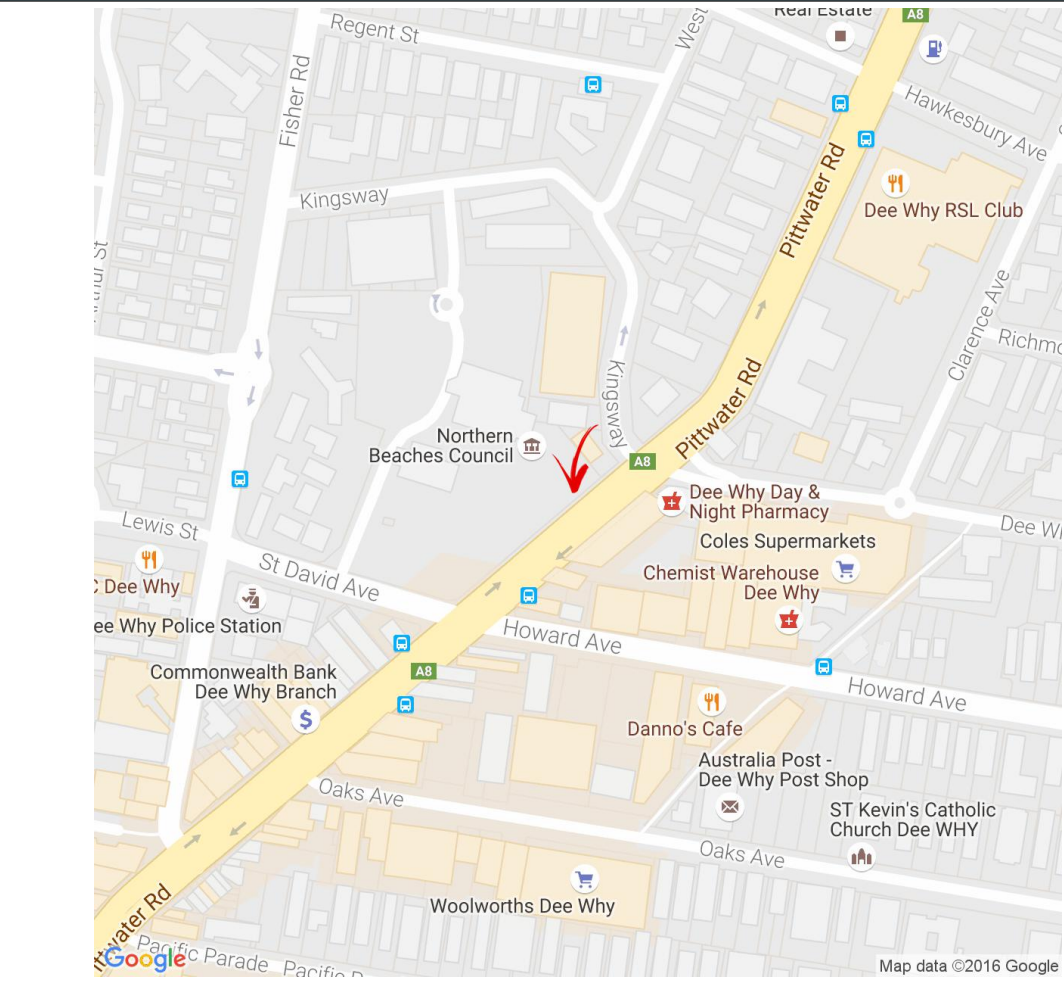 Real Estate
A8
Regent St
West
Fisher Rd
Hawkesbury Ave
Pittwater Rd
Kingsway
Dee Why RSL Club
Clarence Ave
Richmo
Kingsway
Pittwater Rd
Northern
Beaches Council
A8
Dee Why Day &
Night Pharmacy
Lewis St
Dee W
Coles Supermarkets
St David Ave
Chemist Warehouse
Dee Why
Dee Why
ee Why Police Station
Howard Ave
Commonwealth Bank
Dee Why Branch
A8
Howard Ave
Danno's Cafe
Australia Post -
Dee Why Post Shop
Oaks Ave
ST Kevin's Catholic
Church Dee WHY
Oaks Ave
Woolworths Dee Why
ttwater Rd
Pacific Parade
Pacific P
Google
Map data ©2016 Google